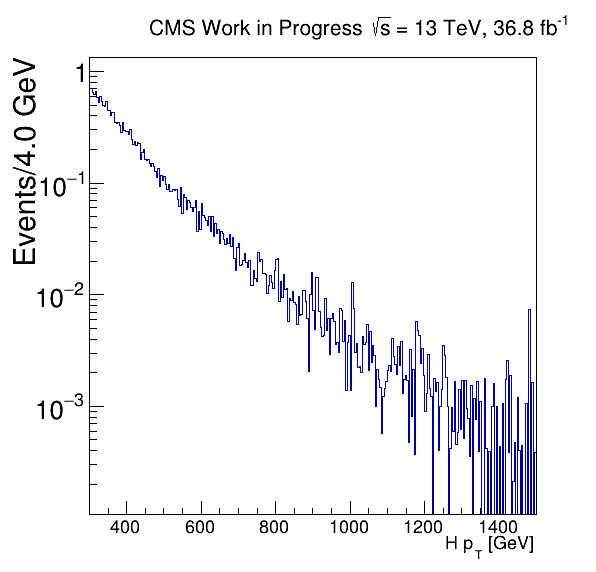 CMS Work in Progress √s = 13 TeV, 36.8 fb⁻¹
Events/4.0 GeV
1
10⁻¹
10⁻²
10⁻³
400 600 800 1000 1200 1400
H p_T [GeV]